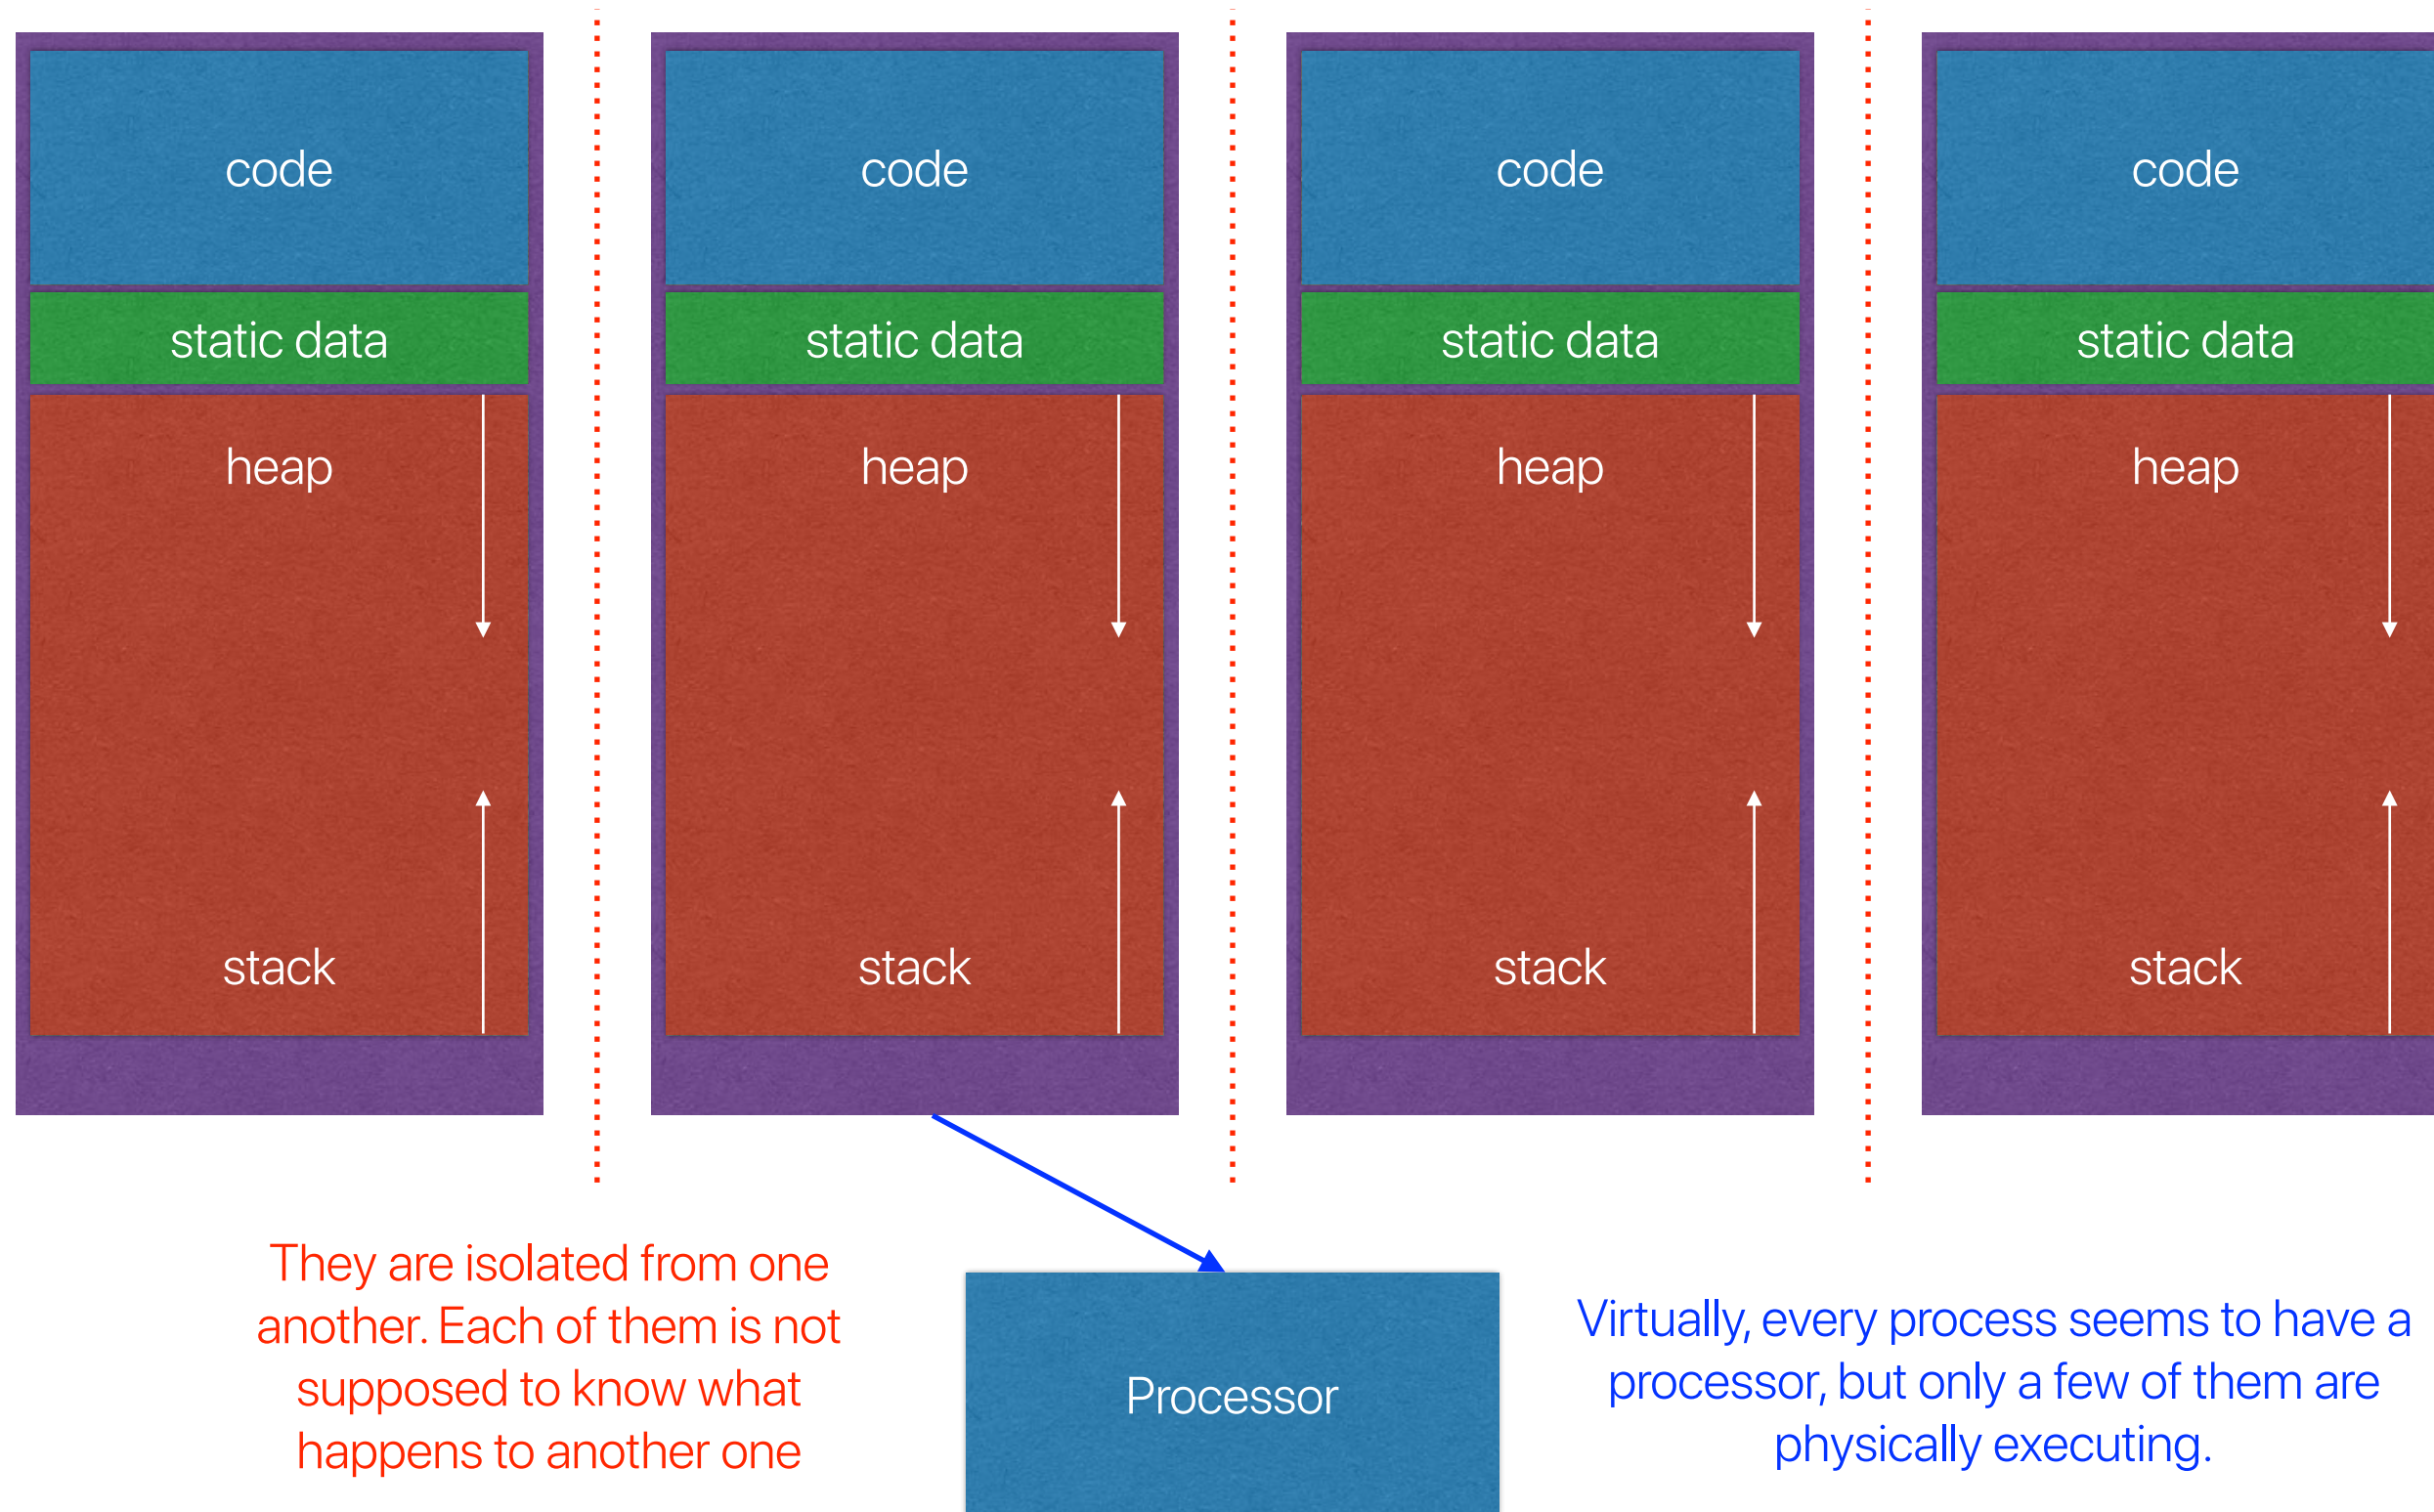 code
code
code
code
static data
static data
static data
static data
heap
heap
heap
heap
stack
stack
stack
stack
They are isolated from one
another. Each of them is not
supposed to know what
happens to another one
Processor
Virtually, every process seems to have a
processor, but only a few of them are
physically executing.